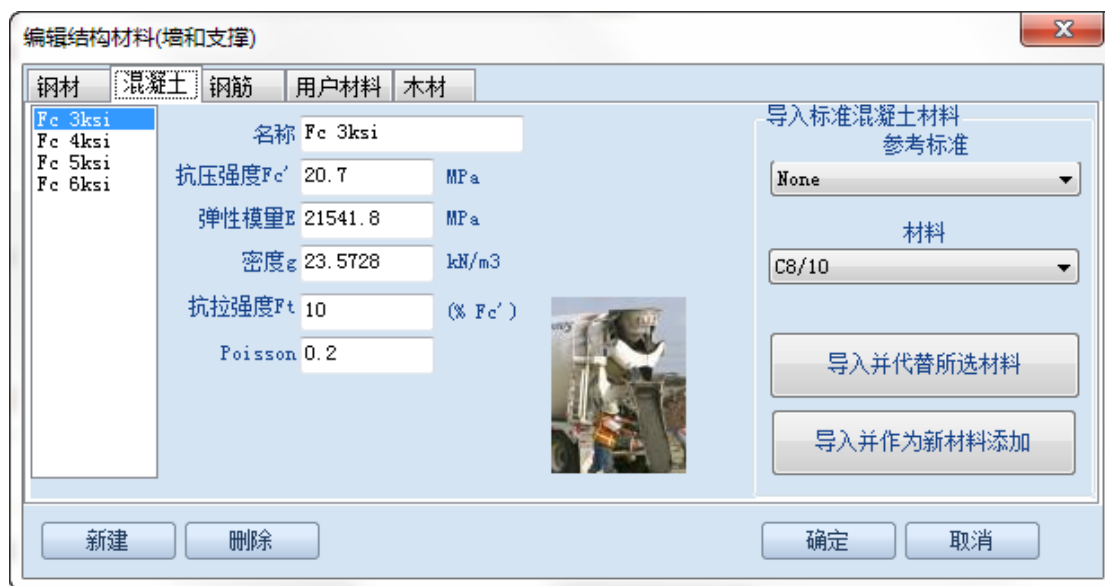 编辑结构材料(墙和支撑)
钢材 混凝土 钢筋 用户材料 木材
Fc 3ksi
Fc 4ksi
Fc 5ksi
Fc 6ksi
名称 Fc 3ksi
抗压强度Fc' 20.7 MPa
弹性模量E 21541.8 MPa
密度g 23.5728 kN/m3
抗拉强度Ft 10 (% Fc')
Poisson 0.2
导入标准混凝土材料
参考标准
None
材料
C8/10
导入并代替所选材料
导入并作为新材料添加
新建 删除 确定 取消